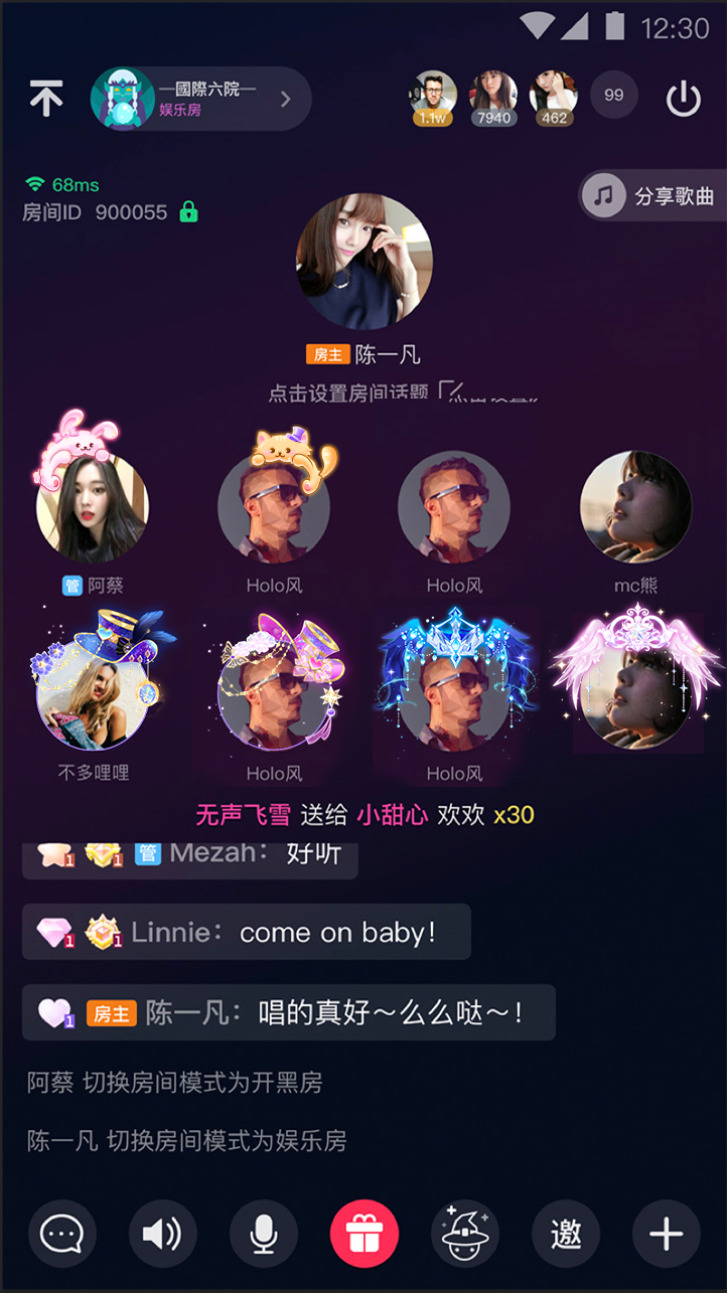 12:30
一國際六院一
娱乐房
1.1w
7940
462
99
68ms
房间ID 900055
分享歌曲
房主 陈一凡
点击设置房间话题
管 阿蔡
Holo风
Holo风
mc熊
不多哩哩
Holo风
Holo风
无声飞雪 送给 小甜心 欢欢 x30
1 1 管 Mezah： 好听
1 1 Linnie： come on baby！
1 房主 陈一凡： 唱的真好～么么哒～！
阿蔡 切换房间模式为开黑房
陈一凡 切换房间模式为娱乐房
邀